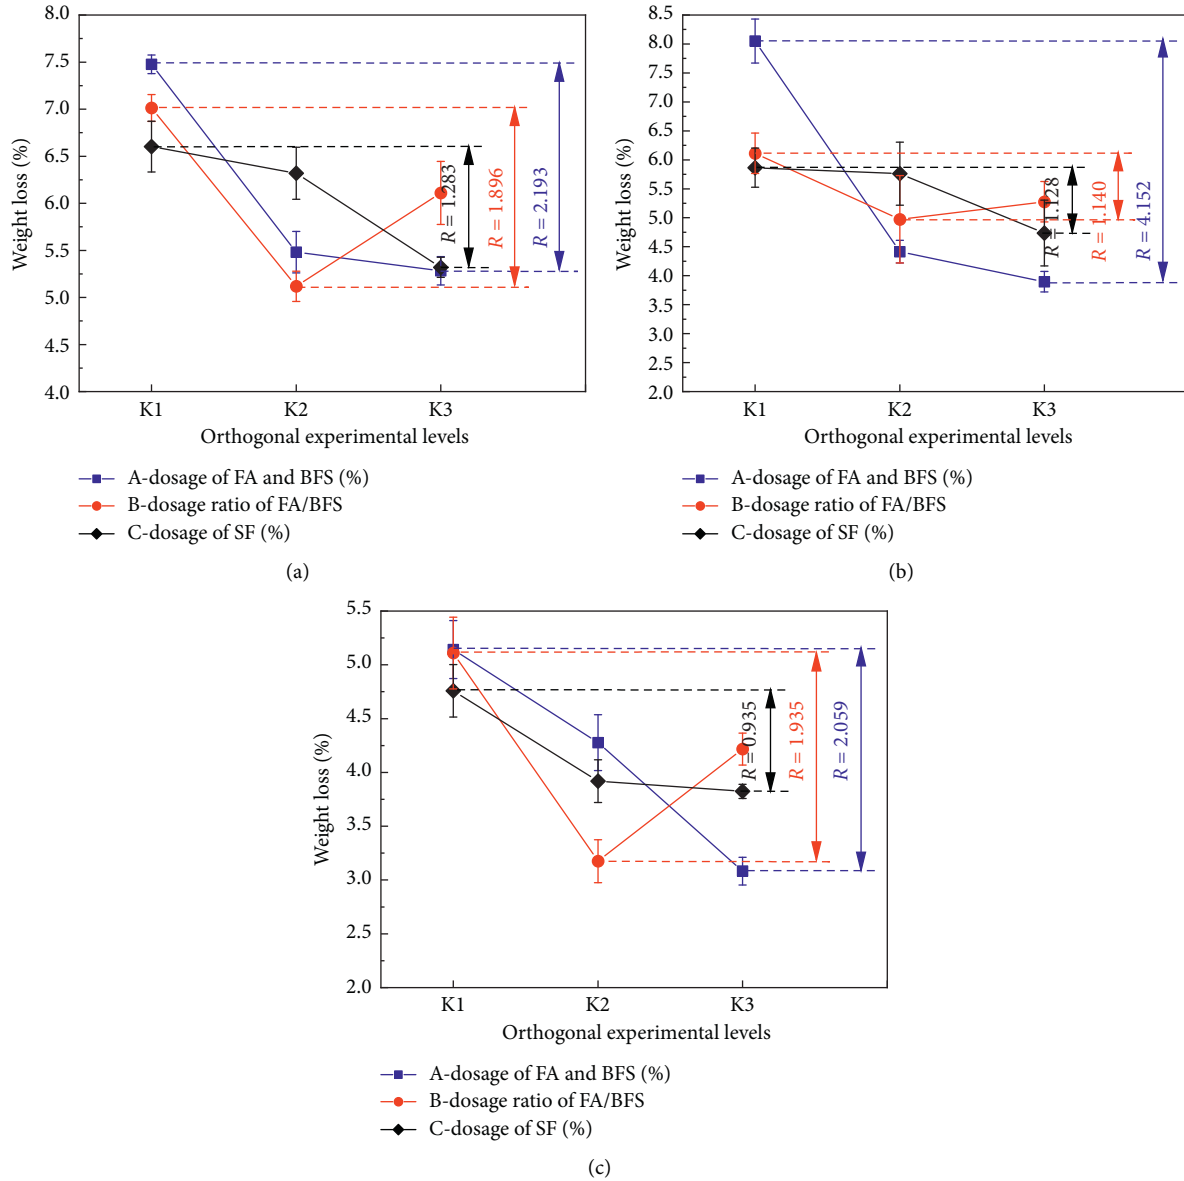 8.0
7.5
7.0
6.5
6.0
5.5
5.0
4.5
4.0
Weight loss (%)
K1 K2 K3
Orthogonal experimental levels
R = 1.283
R = 1.896
R = 2.193
A-dosage of FA and BFS (%)
B-dosage ratio of FA/BFS
C-dosage of SF (%)
(a)
8.5
8.0
7.5
7.0
6.5
6.0
5.5
5.0
4.5
4.0
3.5
3.0
2.5
2.0
Weight loss (%)
K1 K2 K3
Orthogonal experimental levels
R = 1.128
R = 1.140
R = 4.152
A-dosage of FA and BFS (%)
B-dosage ratio of FA/BFS
C-dosage of SF (%)
(b)
5.5
5.0
4.5
4.0
3.5
3.0
2.5
2.0
Weight loss (%)
K1 K2 K3
Orthogonal experimental levels
R = 0.935
R = 1.935
R = 2.059
A-dosage of FA and BFS (%)
B-dosage ratio of FA/BFS
C-dosage of SF (%)
(c)